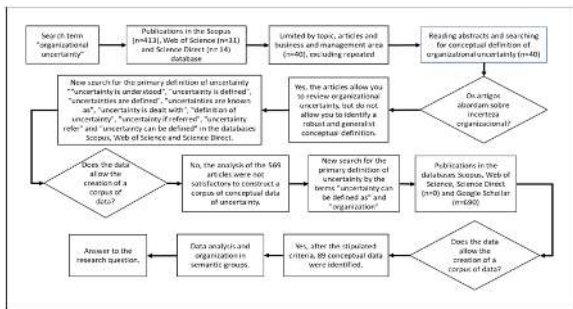 Search term
"organizational
uncertainty"
Publications in the Scopus
(n=413), Web of Science (n=31)
and Science Direct (n= 14)
database
Limited by topic, articles and
business and management area
(n=40), excluding repeated
Reading abstracts and searching
for conceptual definition of
organizational uncertainty (n=40)
New search for the primary definition of uncertainty
""uncertainty is understood", "uncertainty is defined",
"uncertainties are defined", "uncertainties are known
as", "uncertainty is dealt with", "definition of
uncertainty", "uncertainty if referred", "uncertainty
refer" and "uncertainty can be defined" in the databases
Scopus, Web of Science and Science Direct.
Yes, the articles allow you
to review organizational
uncertainty, but do not
allow you to identify a
robust and generalist
conceptual definition.
Os artigos
abordam sobre
incerteza
organizacional?
Does the data
allow the
creation of a
corpus of
data?
No, the analysis of the 569
articles were not
satisfactors to construct a
corpus of conceptual data
of uncertainty.
New search for the
primary definition of
uncertainty by the
terms "uncertainty can
be defined as" and
"organization"
Publications in the
databases Scopus, Web of
Science, Science Direct
(n=0) and Google Scholar
(n=690)
Answer to the
research question.
Data analysis and
organization in
semantic groups.
Yes, after the stipulated
criteria, 89 conceptual data
were identified.
Does the data
allow the
creation of a
corpus of data?